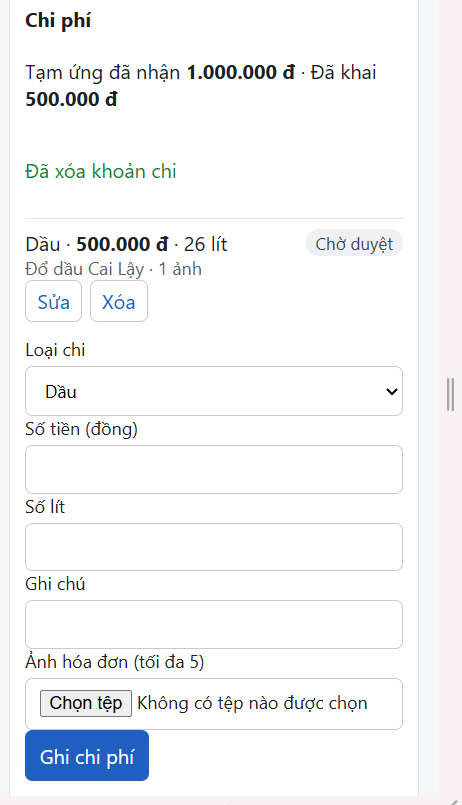 Chi phí
Tạm ứng đã nhận 1.000.000 đ · Đã khai
500.000 đ
Đã xóa khoản chi
Dầu · 500.000 đ · 26 lít
Chờ duyệt
Đổ dầu Cai Lậy · 1 ảnh
Sửa
Xóa
Loại chi
Dầu
Số tiền (đồng)
Số lít
Ghi chú
Ảnh hóa đơn (tối đa 5)
Chọn tệp Không có tệp nào được chọn
Ghi chi phí